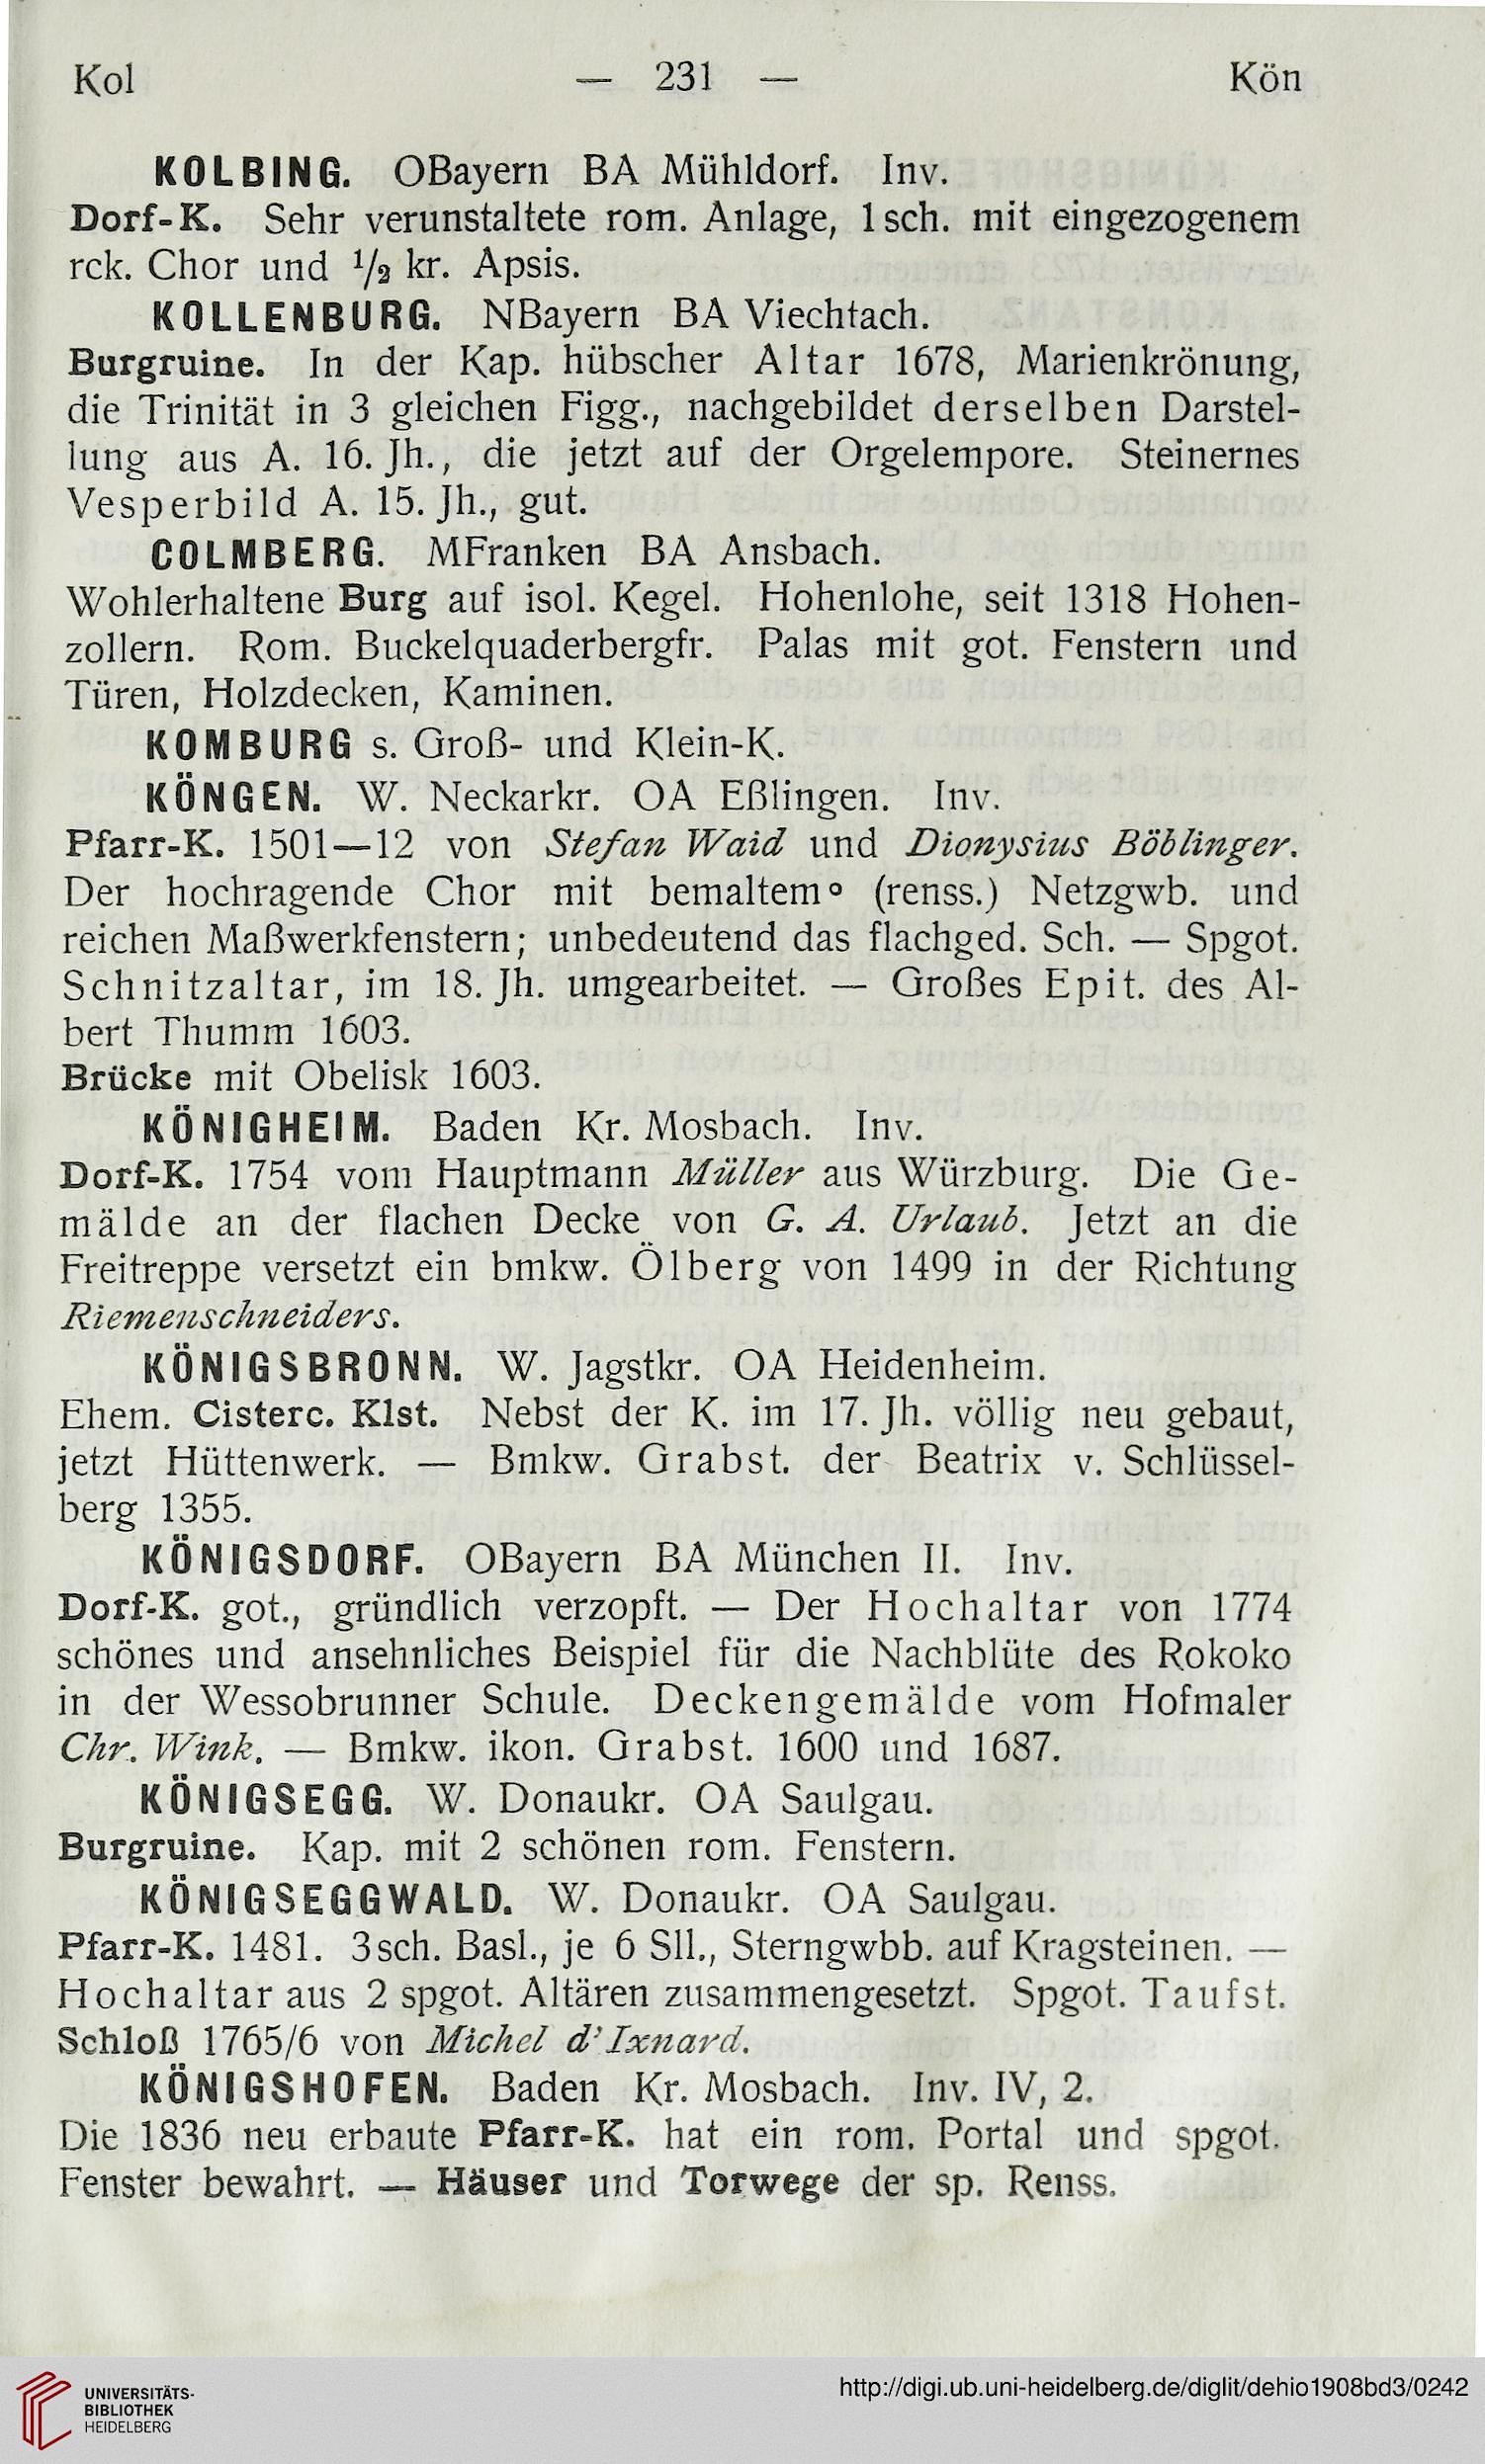 Kol — 231 — Kön
KOLBING. OBayern BA Mühldorf. Inv.
Dorf-K. Sehr verunstaltete rom. Anlage, 1sch. mit eingezogenem
rck. Chor und 1/2 kr. Apsis.
KOLLENBURG. NBayern BA Viechtach.
Burgruine. In der Kap. hübscher Altar 1678, Marienkrönung,
die Trinität in 3 gleichen Figg., nachgebildet derselben Darstel-
lung aus A. 16. Jh., die jetzt auf der Orgelempore. Steinernes
Vesperbild A. 15. Jh., gut.
COLMBERG. MFranken BA Ansbach.
Wohlerhaltene Burg auf isol. Kegel. Hohenlohe, seit 1318 Hohen-
zollern. Rom. Buckelquaderbergfr. Palas mit got. Fenstern und
Türen, Holzdecken, Kaminen.
KOMBURG s. Groß- und Klein-K.
KÖNGEN. W. Neckarkr. OA Eßlingen. Inv.
Pfarr-K. 1501—12 von Stefan Waid und Dionysius Böblinger.
Der hochragende Chor mit bemaltem° (renss.) Netzgwb. und
reichen Maßwerkfenstern; unbedeutend das flachged. Sch. — Spgot.
Schnitzaltar, im 18. Jh. umgearbeitet. — Großes Epit. des Al-
bert Thumm 1603.
Brücke mit Obelisk 1603.
KÖNIGHEIM. Baden Kr. Mosbach. Inv.
Dorf-K. 1754 vom Hauptmann Müller aus Würzburg. Die Ge-
mälde an der flachen Decke von G. A. Urlaub. Jetzt an die
Freitreppe versetzt ein bmkw. Ölberg von 1499 in der Richtung
Riemenschneiders.
KÖNIGSBRONN. W. Jagstkr. OA Heidenheim.
Ehem. Cisterc. Klst. Nebst der K. im 17. Jh. völlig neu gebaut,
jetzt Hüttenwerk. — Bmkw. Grabst. der Beatrix v. Schlüssel-
berg 1355.
KÖNIGSDORF. OBayern BA München II. Inv.
Dorf-K. got., gründlich verzopft. — Der Hochaltar von 1774
schönes und ansehnliches Beispiel für die Nachblüte des Rokoko
in der Wessobrunner Schule. Deckengemälde vom Hofmaler
Chr. Wink. — Bmkw. ikon. Grabst. 1600 und 1687.
KÖNIGSEGG. W. Donaukr. OA Saulgau.
Burgruine. Kap. mit 2 schönen rom. Fenstern.
KÖNIGSEGGWALD. W. Donaukr. OA Saulgau.
Pfarr-K. 1481. 3sch. Basl., je 6 Sll., Sterngwbb. auf Kragsteinen. —
Hochaltar aus 2 spgot. Altären zusammengesetzt. Spgot. Taufst.
Schloß 1765/6 von Michel d'Ixnard.
KÖNIGSHOFEN. Baden Kr. Mosbach. Inv. IV, 2.
Die 1836 neu erbaute Pfarr-K. hat ein rom. Portal und spgot.
Fenster bewahrt. — Häuser und Torwege der sp. Renss.
UNIVERSITÄTS-
BIBLIOTHEK
HEIDELBERG
http://digi.ub.uni-heidelberg.de/diglit/dehio1908bd3/0242